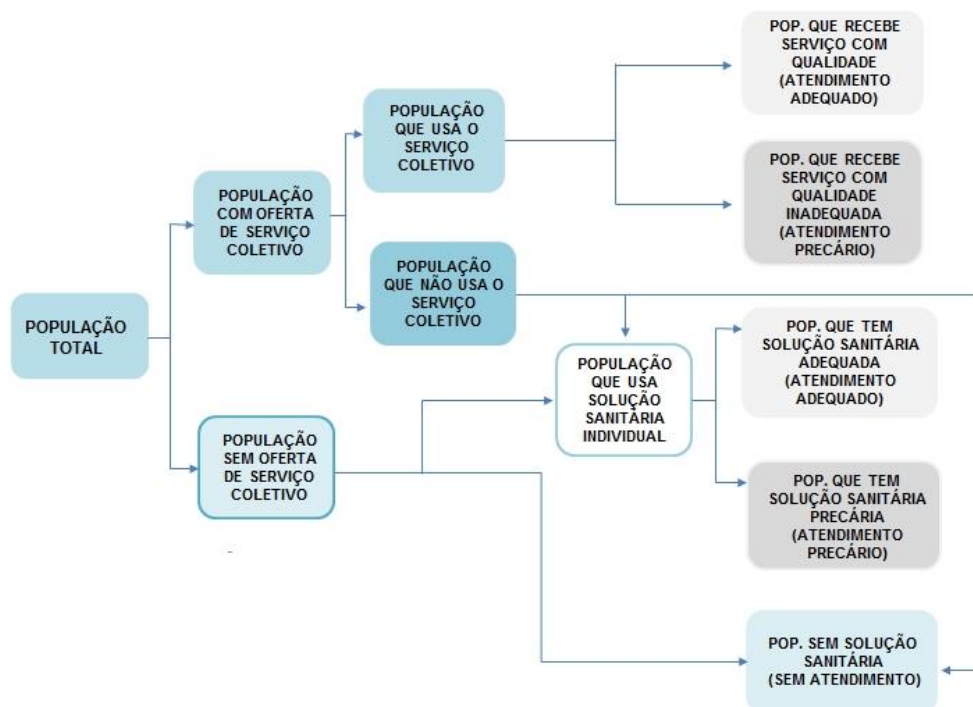 POPULAÇÃO
TOTAL
POPULAÇÃO
COM OFERTA
DE SERVIÇO
COLETIVO
POPULAÇÃO
SEM OFERTA
DE SERVIÇO
COLETIVO
POPULAÇÃO
QUE USA O
SERVIÇO
COLETIVO
POPULAÇÃO
QUE NÃO USA O
SERVIÇO
COLETIVO
POPULAÇÃO
QUE USA
SOLUÇÃO
SANITÁRIA
INDIVIDUAL
POP. QUE RECEBE
SERVIÇO COM
QUALIDADE
(ATENDIMENTO
ADEQUADO)
POP. QUE RECEBE
SERVIÇO COM
QUALIDADE
INADEQUADA
(ATENDIMENTO
PRECÁRIO)
POP. QUE TEM
SOLUÇÃO SANITÁRIA
ADEQUADA
(ATENDIMENTO
ADEQUADO)
POP. QUE TEM
SOLUÇÃO SANITÁRIA
PRECÁRIA
(ATENDIMENTO
PRECÁRIO)
POP. SEM SOLUÇÃO
SANITÁRIA
(SEM ATENDIMENTO)